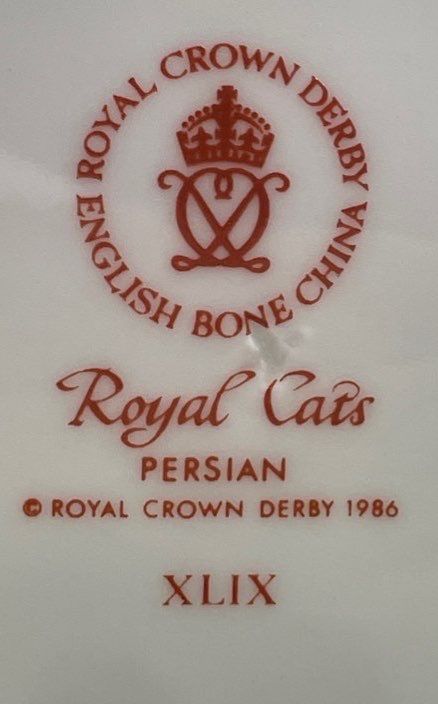 ROYAL CROWN DERBY
ENGLISH BONE CHINA
Royal Cats
PERSIAN
© ROYAL CROWN DERBY 1986
XLIX